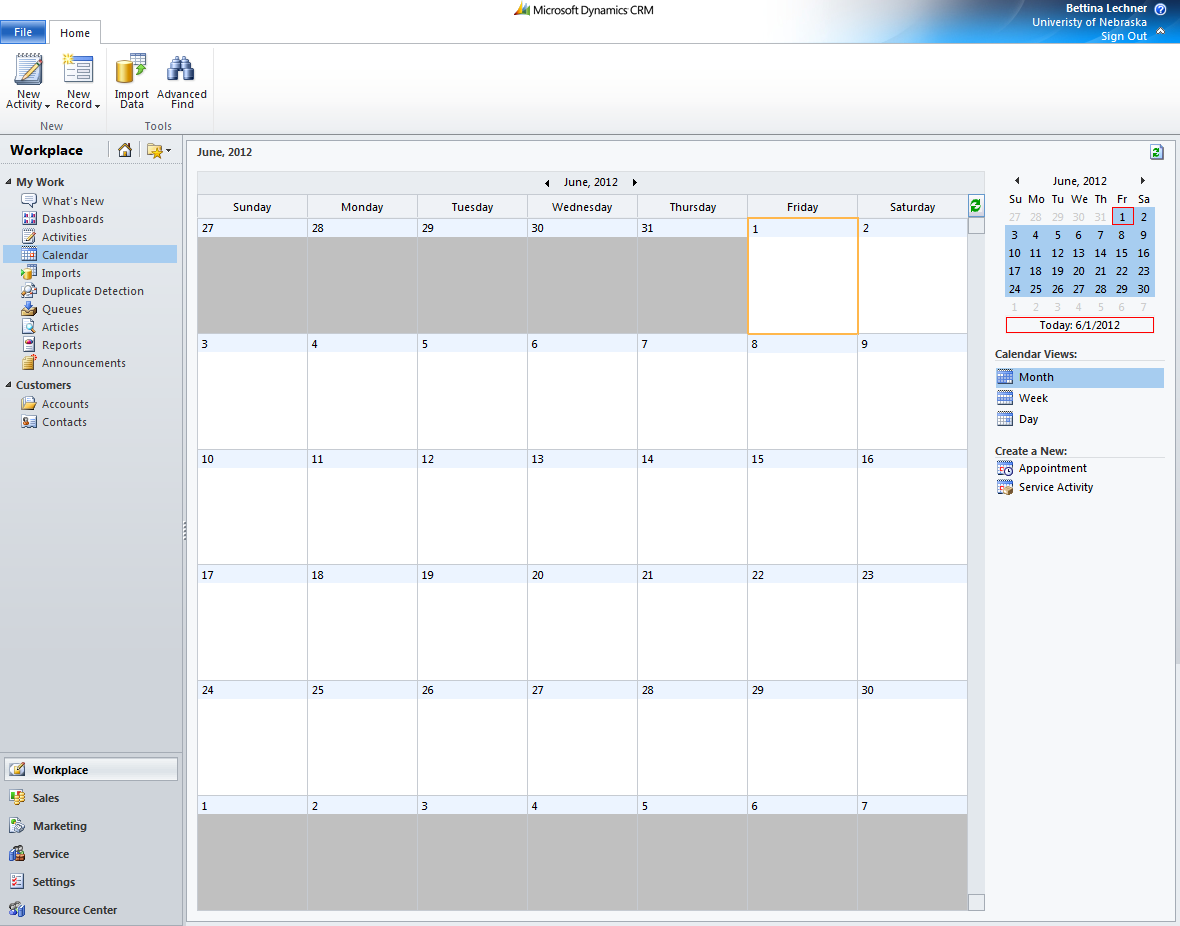 Microsoft Dynamics CRM
Bettina Lechner
Univeristy of Nebraska
Sign Out
File
Home
New Activity
New Record
Import Data
Advanced Find
New
Tools
Workplace
My Work
What's New
Dashboards
Activities
Calendar
Imports
Duplicate Detection
Queues
Articles
Reports
Announcements
Customers
Accounts
Contacts
Workplace
Sales
Marketing
Service
Settings
Resource Center
June, 2012
June, 2012
Sunday Monday Tuesday Wednesday Thursday Friday Saturday
27 28 29 30 31 1 2
3 4 5 6 7 8 9
10 11 12 13 14 15 16
17 18 19 20 21 22 23
24 25 26 27 28 29 30
1 2 3 4 5 6 7
June, 2012
Su Mo Tu We Th Fr Sa
27 28 29 30 31 1 2
3 4 5 6 7 8 9
10 11 12 13 14 15 16
17 18 19 20 21 22 23
24 25 26 27 28 29 30
1 2 3 4 5 6 7
Today: 6/1/2012
Calendar Views:
Month
Week
Day
Create a New:
Appointment
Service Activity